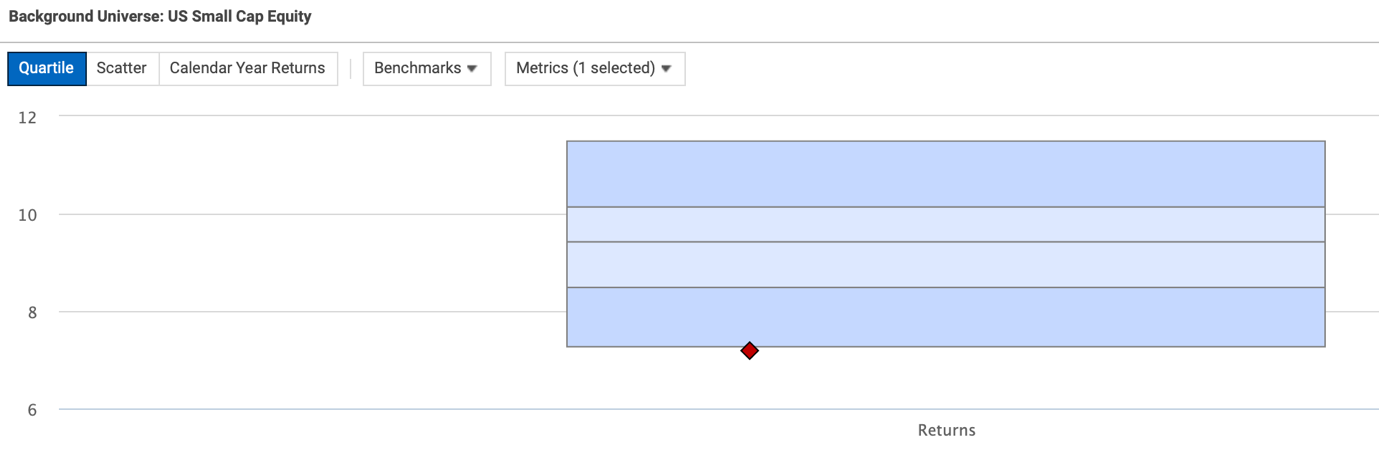 Background Universe: US Small Cap Equity
Quartile Scatter Calendar Year Returns Benchmarks Metrics (1 selected)
12
10
8
6
Returns